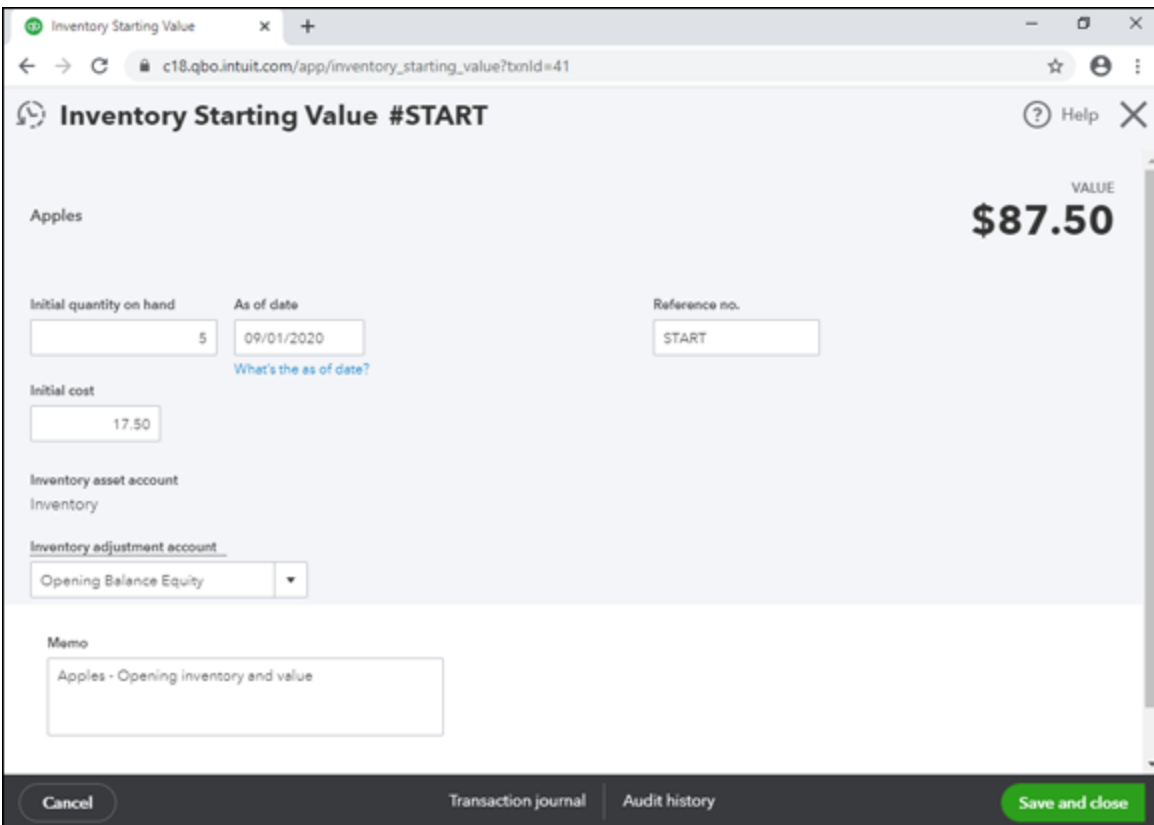 Inventory Starting Value
c18.qbo.intuit.com/app/inventory_starting_value?txnId=41
Inventory Starting Value #START
Help
VALUE
Apples
$87.50
Initial quantity on hand As of date Reference no.
5 09/01/2020 START
What's the as of date?
Initial cost
17.50
Inventory asset account
Inventory
Inventory adjustment account
Opening Balance Equity
Memo
Apples - Opening inventory and value
Cancel Transaction journal Audit history Save and close